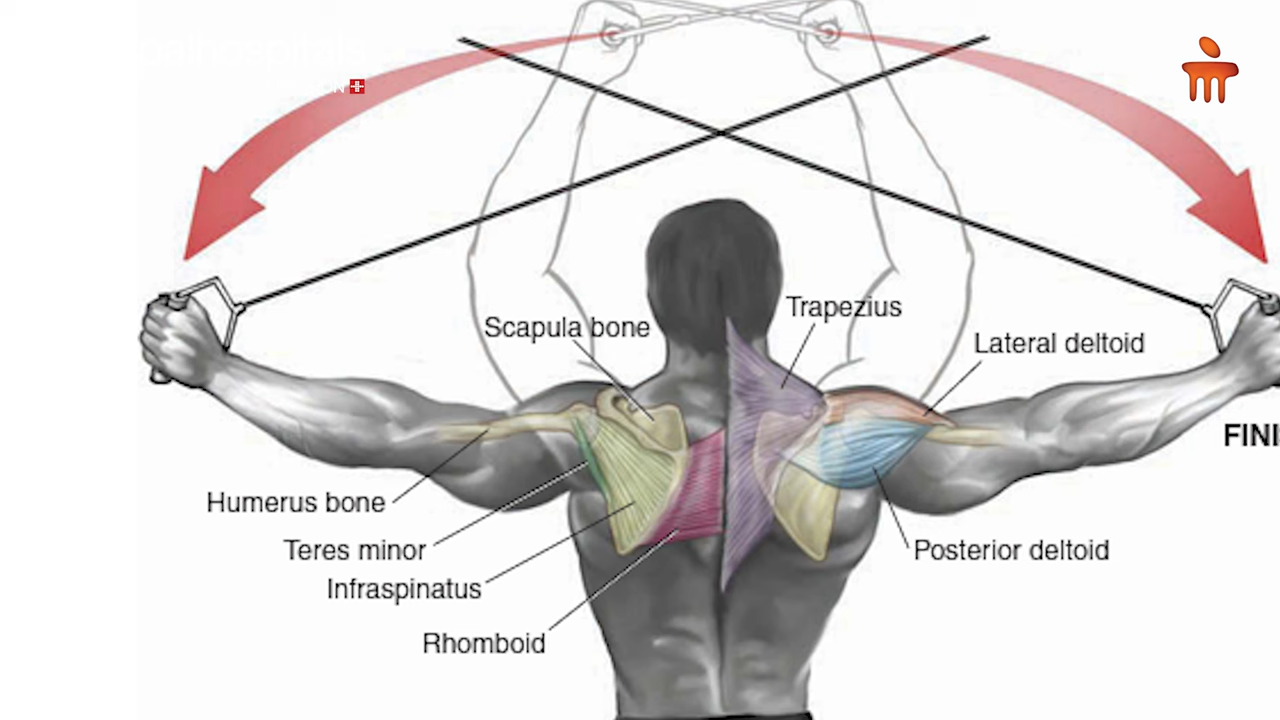 Scapula bone
Trapezius
Lateral deltoid
FINI
Humerus bone
Teres minor
Infraspinatus
Posterior deltoid
Rhomboid